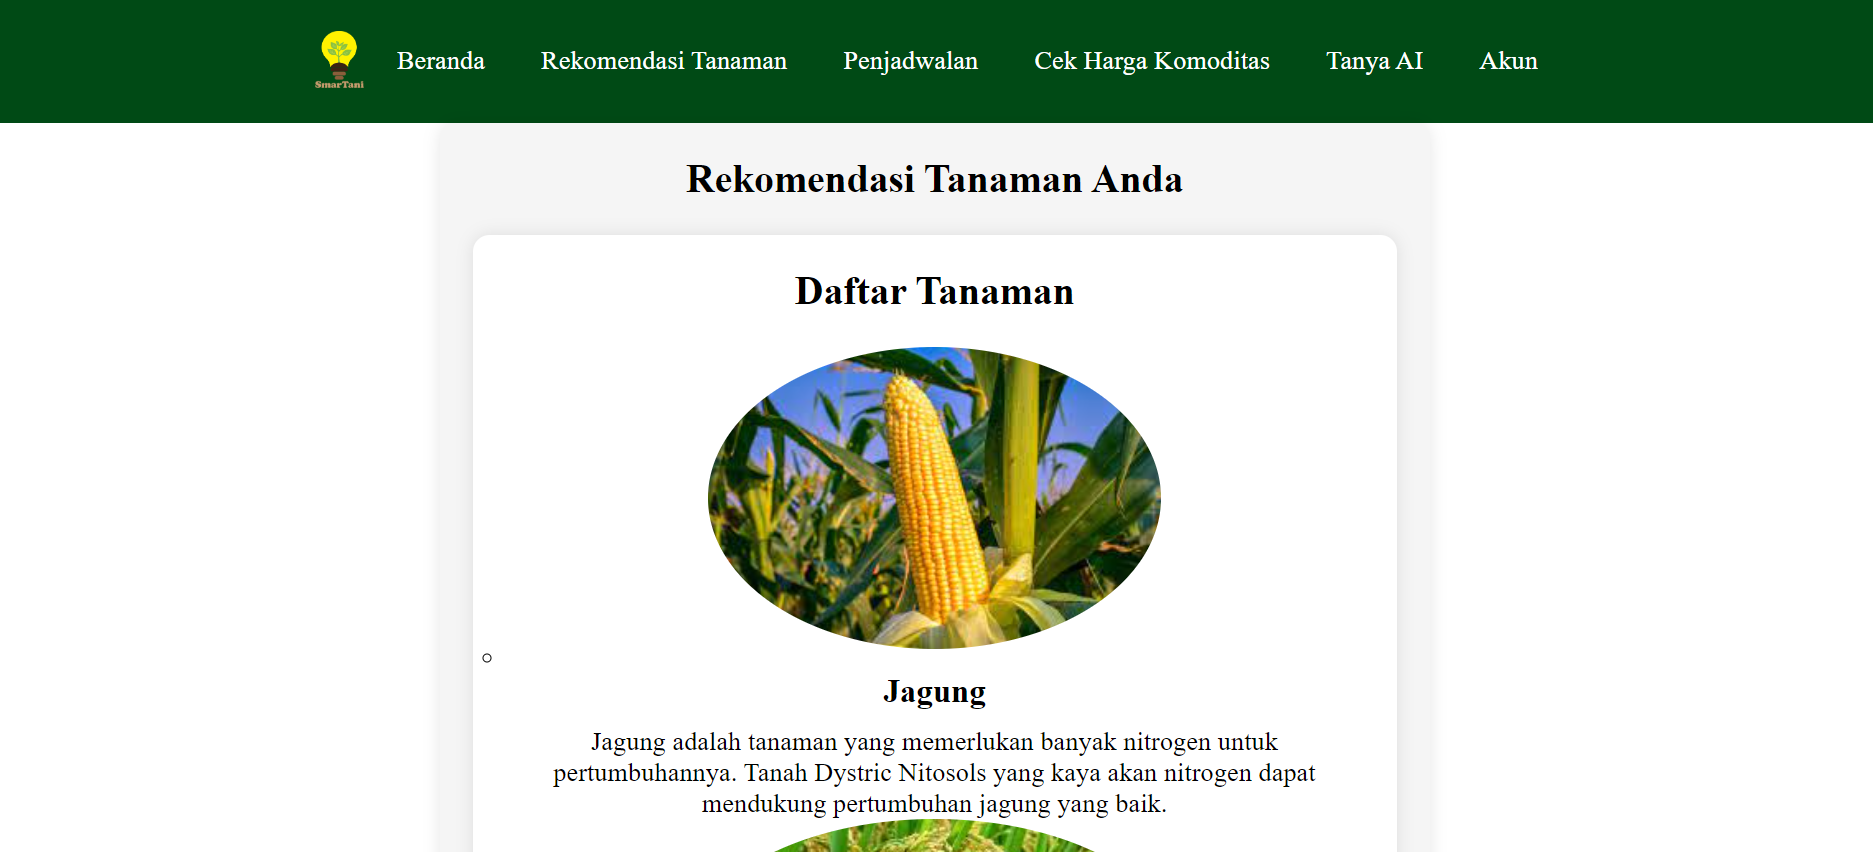 SmarTani
Beranda
Rekomendasi Tanaman
Penjadwalan
Cek Harga Komoditas
Tanya AI
Akun
Rekomendasi Tanaman Anda
Daftar Tanaman
Jagung
Jagung adalah tanaman yang memerlukan banyak nitrogen untuk
pertumbuhannya. Tanah Dystric Nitosols yang kaya akan nitrogen dapat
mendukung pertumbuhan jagung yang baik.